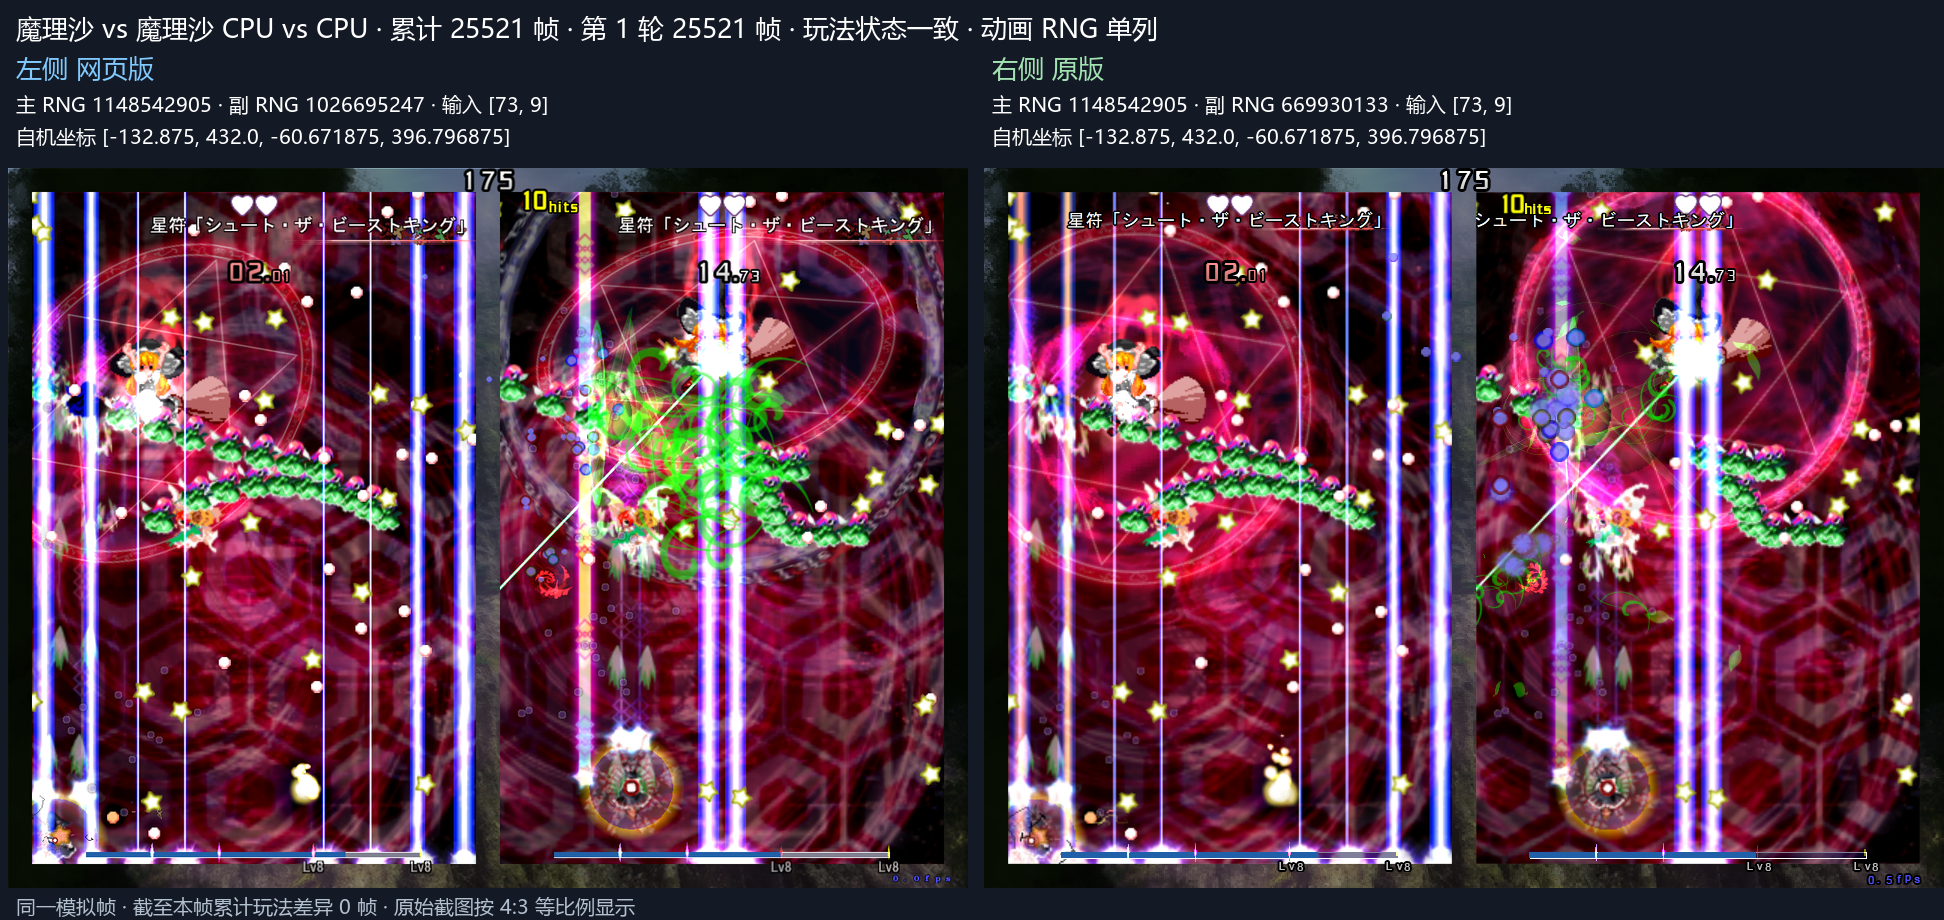 魔理沙 vs 魔理沙 CPU vs CPU · 累计 25521 帧 · 第 1 轮 25521 帧 · 玩法状态一致 · 动画 RNG 单列
左侧 网页版
主 RNG 1148542905 · 副 RNG 1026695247 · 输入 [73, 9]
自机坐标 [-132.875, 432.0, -60.671875, 396.796875]
175
10hits
星符「シュート・ザ・ビーストキング」
星符「シュート・ザ・ビーストキング」
02.01
14.73
Lv8
Lv8
Lv8
Lv8
0.0fps
右侧 原版
主 RNG 1148542905 · 副 RNG 669930133 · 输入 [73, 9]
自机坐标 [-132.875, 432.0, -60.671875, 396.796875]
175
10hits
星符「シュート・ザ・ビーストキング」
シュート・ザ・ビーストキング」
02.01
14.73
Lv8
Lv8
Lv8
Lv8
0.5fps
同一模拟帧 · 截至本帧累计玩法差异 0 帧 · 原始截图按 4:3 等比例显示